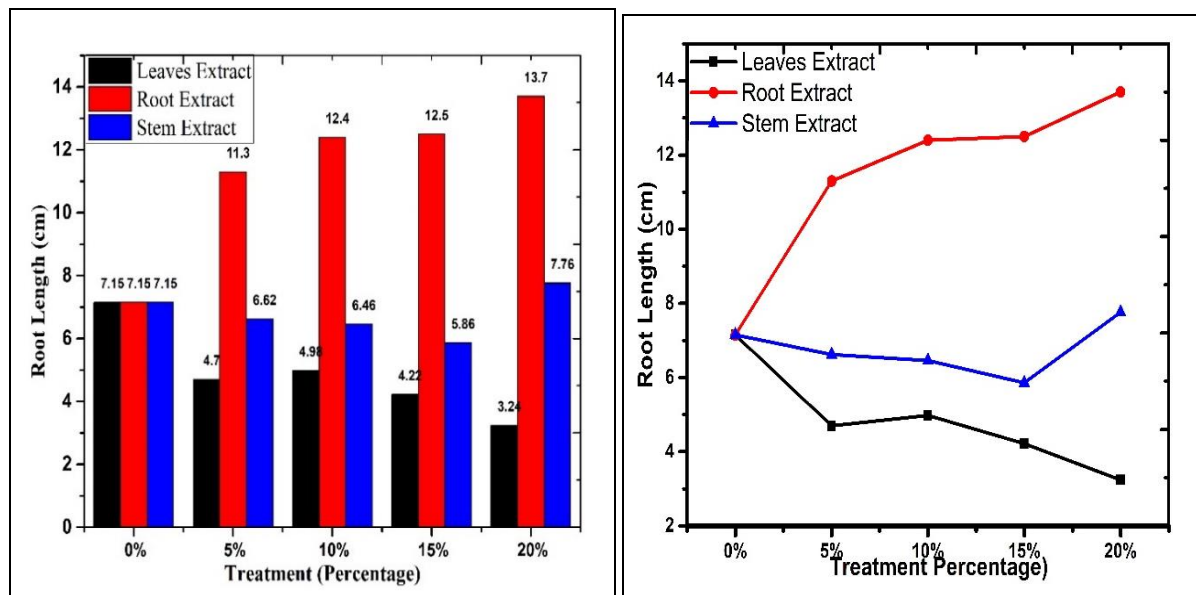 Leaves Extract
Root Extract
Stem Extract
14
12
10
8
6
4
2
0
Root Length (cm)
7.15 7.15 7.15
4.7
11.3
6.62
4.98
12.4
6.46
4.22
12.5
5.86
3.24
13.7
7.76
0% 5% 10% 15% 20%
Treatment (Percentage)
Leaves Extract
Root Extract
Stem Extract
14
12
10
8
6
4
2
Root Length (cm)
0% 5% 10% 15% 20%
Treatment Percentage)